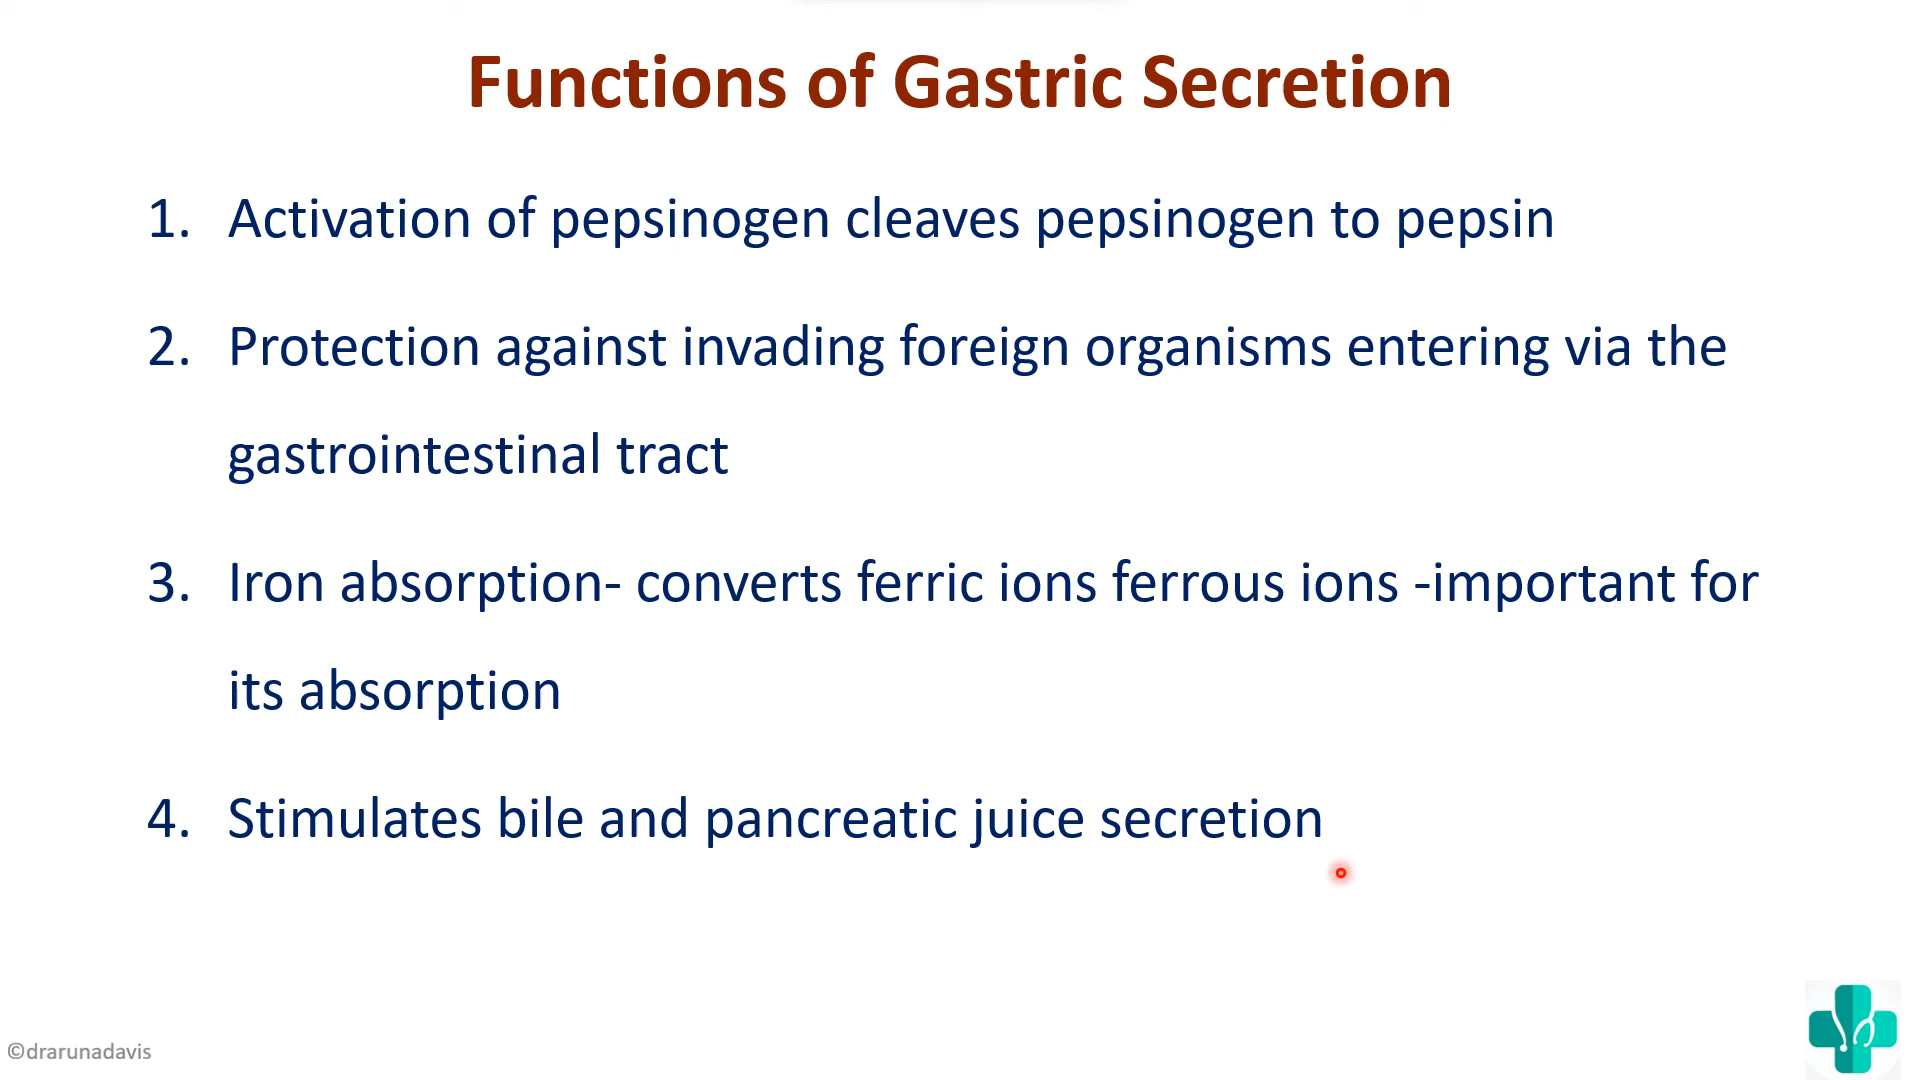 Functions of Gastric Secretion
1. Activation of pepsinogen cleaves pepsinogen to pepsin
2. Protection against invading foreign organisms entering via the
gastrointestinal tract
3. Iron absorption- converts ferric ions ferrous ions -important for
its absorption
4. Stimulates bile and pancreatic juice secretion
©drarunadavis